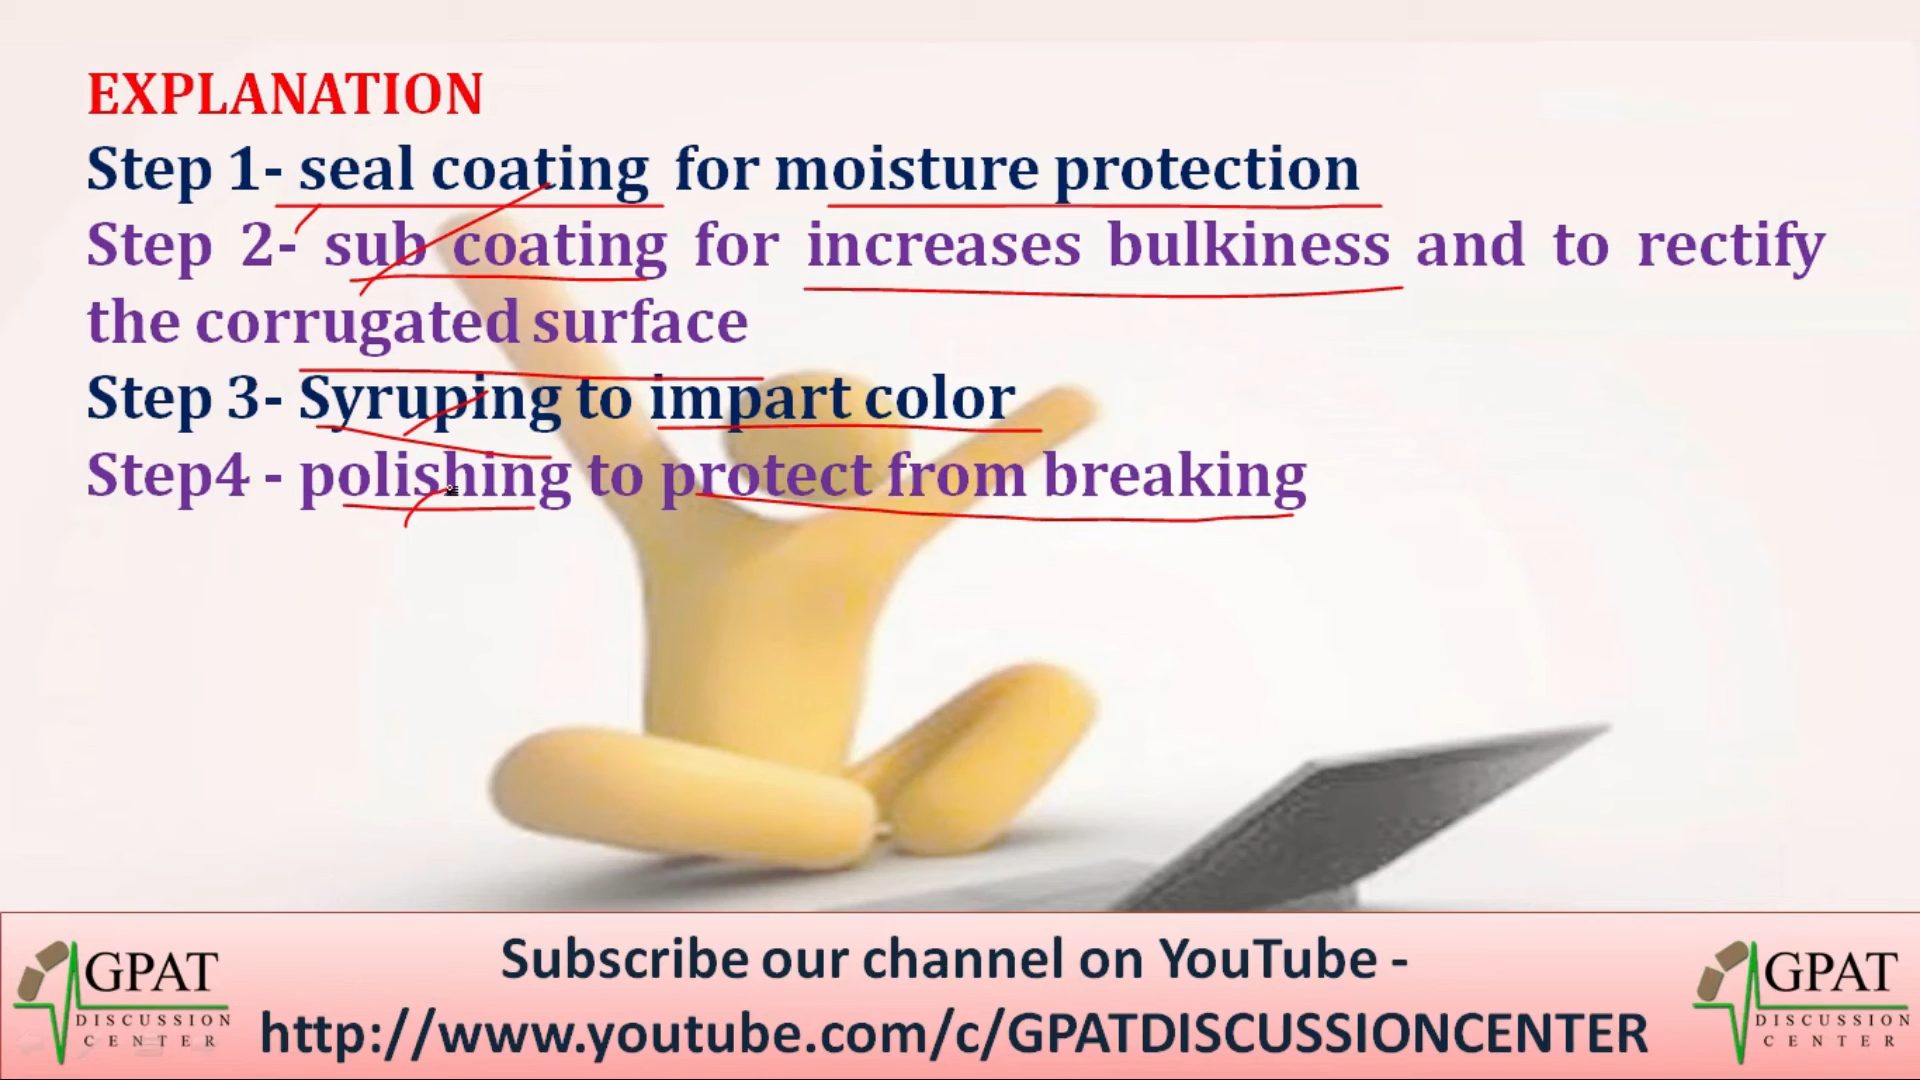 EXPLANATION
Step 1- seal coating for moisture protection
Step 2- sub coating for increases bulkiness and to rectify
the corrugated surface
Step 3- Syruping to impart color
Step4 - polishing to protect from breaking
Subscribe our channel on YouTube -
http://www.youtube.com/c/GPATDISCUSSIONCENTER
GPAT
DISCUSSION
CENTER
GPAT
DISCUSSION
CENTER